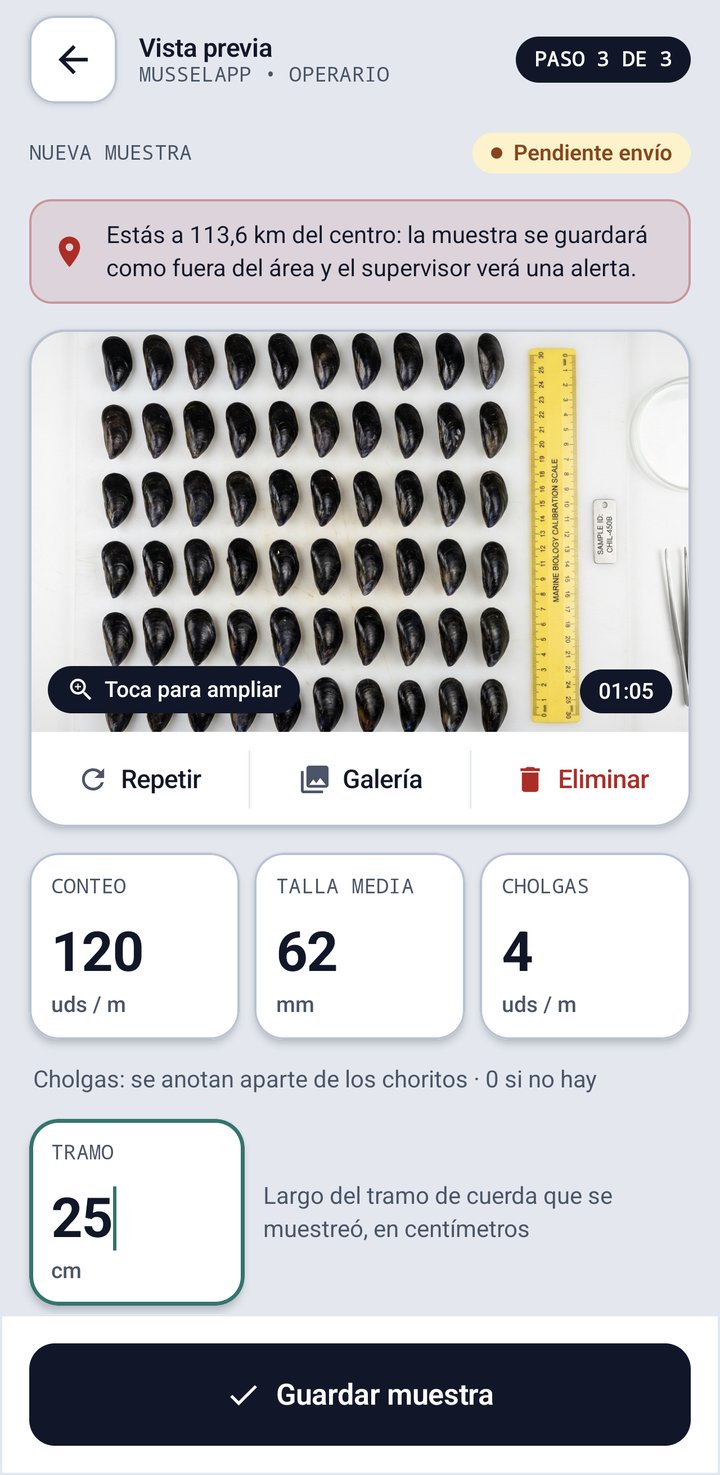 Vista previa
MUSSELAPP • OPERARIO
PASO 3 DE 3
NUEVA MUESTRA
Pendiente envío
Estás a 113,6 km del centro: la muestra se guardará
como fuera del área y el supervisor verá una alerta.
MARINE BIOLOGY CALIBRATION SCALE
SAMPLE ID:
CHIL-450B
Toca para ampliar
01:05
Repetir
Galería
Eliminar
CONTEO
120
uds / m
TALLA MEDIA
62
mm
CHOLGAS
4
uds / m
Cholgas: se anotan aparte de los choritos · 0 si no hay
TRAMO
25
cm
Largo del tramo de cuerda que se
muestreó, en centímetros
Guardar muestra